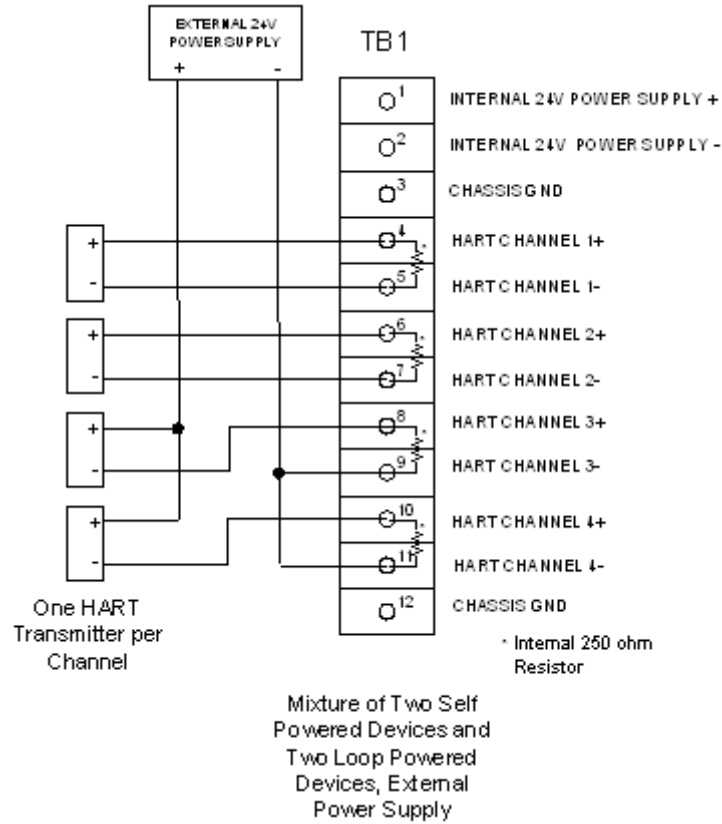 EXTERNAL 24V
POWER SUPPLY
+ -
TB1
1 INTERNAL 24V POWER SUPPLY +
2 INTERNAL 24V POWER SUPPLY -
3 CHASSIS GND
+ 4 * HART CHANNEL 1+
- 5 HART CHANNEL 1-
+ 6 * HART CHANNEL 2+
- 7 HART CHANNEL 2-
+ 8 * HART CHANNEL 3+
- 9 HART CHANNEL 3-
+ 10 * HART CHANNEL 4+
- 11 HART CHANNEL 4-
12 CHASSIS GND
One HART
Transmitter per
Channel
* Internal 250 ohm
Resistor
Mixture of Two Self
Powered Devices and
Two Loop Powered
Devices, External
Power Supply